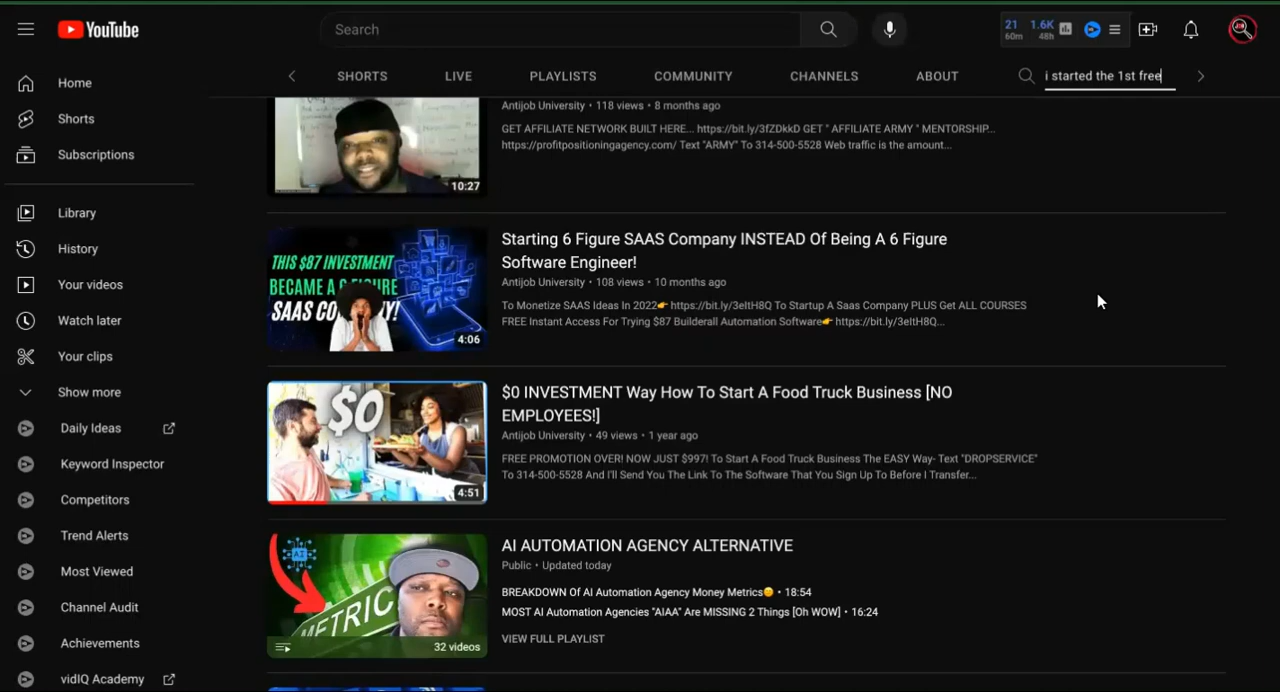 YouTube
Search
21
60m
1.6K
48h
Home
Shorts
Subscriptions
Library
History
Your videos
Watch later
Your clips
Show more
Daily Ideas
Keyword Inspector
Competitors
Trend Alerts
Most Viewed
Channel Audit
Achievements
vidIQ Academy
SHORTS
LIVE
PLAYLISTS
COMMUNITY
CHANNELS
ABOUT
i started the 1st free
10:27
Antijob University • 118 views • 8 months ago
GET AFFILIATE NETWORK BUILT HERE... https://bit.ly/3fZDkkD GET " AFFILIATE ARMY " MENTORSHIP...
https://profitpositioningagency.com/ Text "ARMY" To 314-500-5528 Web traffic is the amount...
THIS $87 INVESTMENT
BECAME A 6 FIGURE
4:06
Starting 6 Figure SAAS Company INSTEAD Of Being A 6 Figure
Software Engineer!
Antijob University • 108 views • 10 months ago
To Monetize SAAS Ideas In 2022👉 https://bit.ly/3eItH8Q To Startup A Saas Company PLUS Get ALL COURSES
FREE Instant Access For Trying $87 Builderall Automation Software👉 https://bit.ly/3eItH8Q...
$0
4:51
$0 INVESTMENT Way How To Start A Food Truck Business [NO
EMPLOYEES!]
Antijob University • 49 views • 1 year ago
FREE PROMOTION OVER! NOW JUST $997! To Start A Food Truck Business The EASY Way- Text "DROPSERVICE"
To 314-500-5528 And I'll Send You The Link To The Software That You Sign Up To Before I Transfer...
AI
METRIC
32 videos
AI AUTOMATION AGENCY ALTERNATIVE
Public • Updated today
BREAKDOWN Of AI Automation Agency Money Metrics🤑 • 18:54
MOST AI Automation Agencies "AIAA" Are MISSING 2 Things [Oh WOW] • 16:24
VIEW FULL PLAYLIST